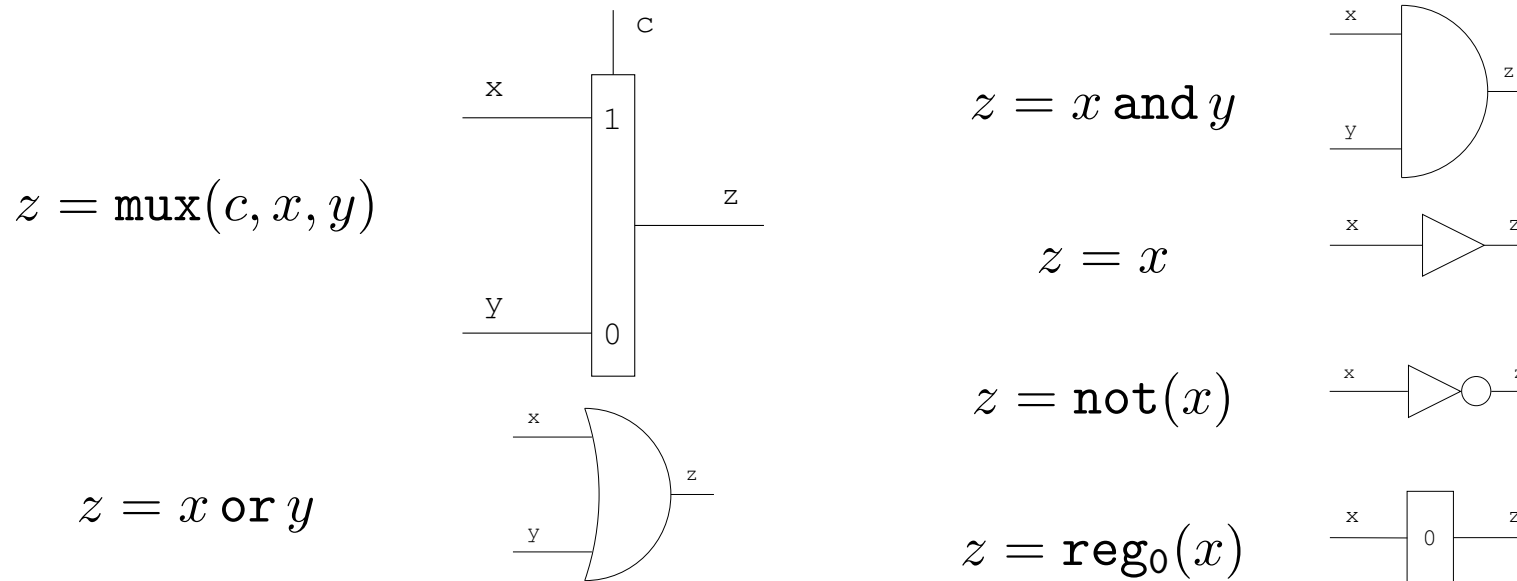 c
x
1
z = mux(c, x, y)
z
y
0
x
z
z = x or y
y
x
z
z = x and y
y
x
z
z = x
x
z
z = not(x)
x
z
z = reg₀(x)
0